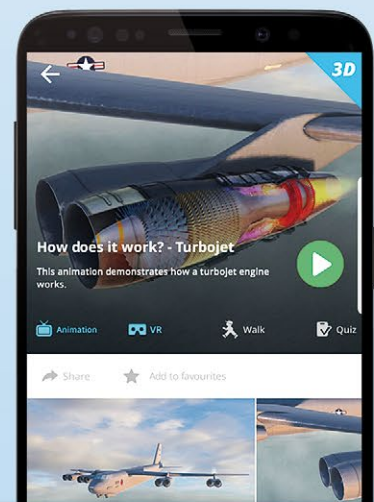 3D
How does it work? - Turbojet
This animation demonstrates how a turbojet engine
works.
Animation
VR
Walk
Quiz
Share
Add to favourites